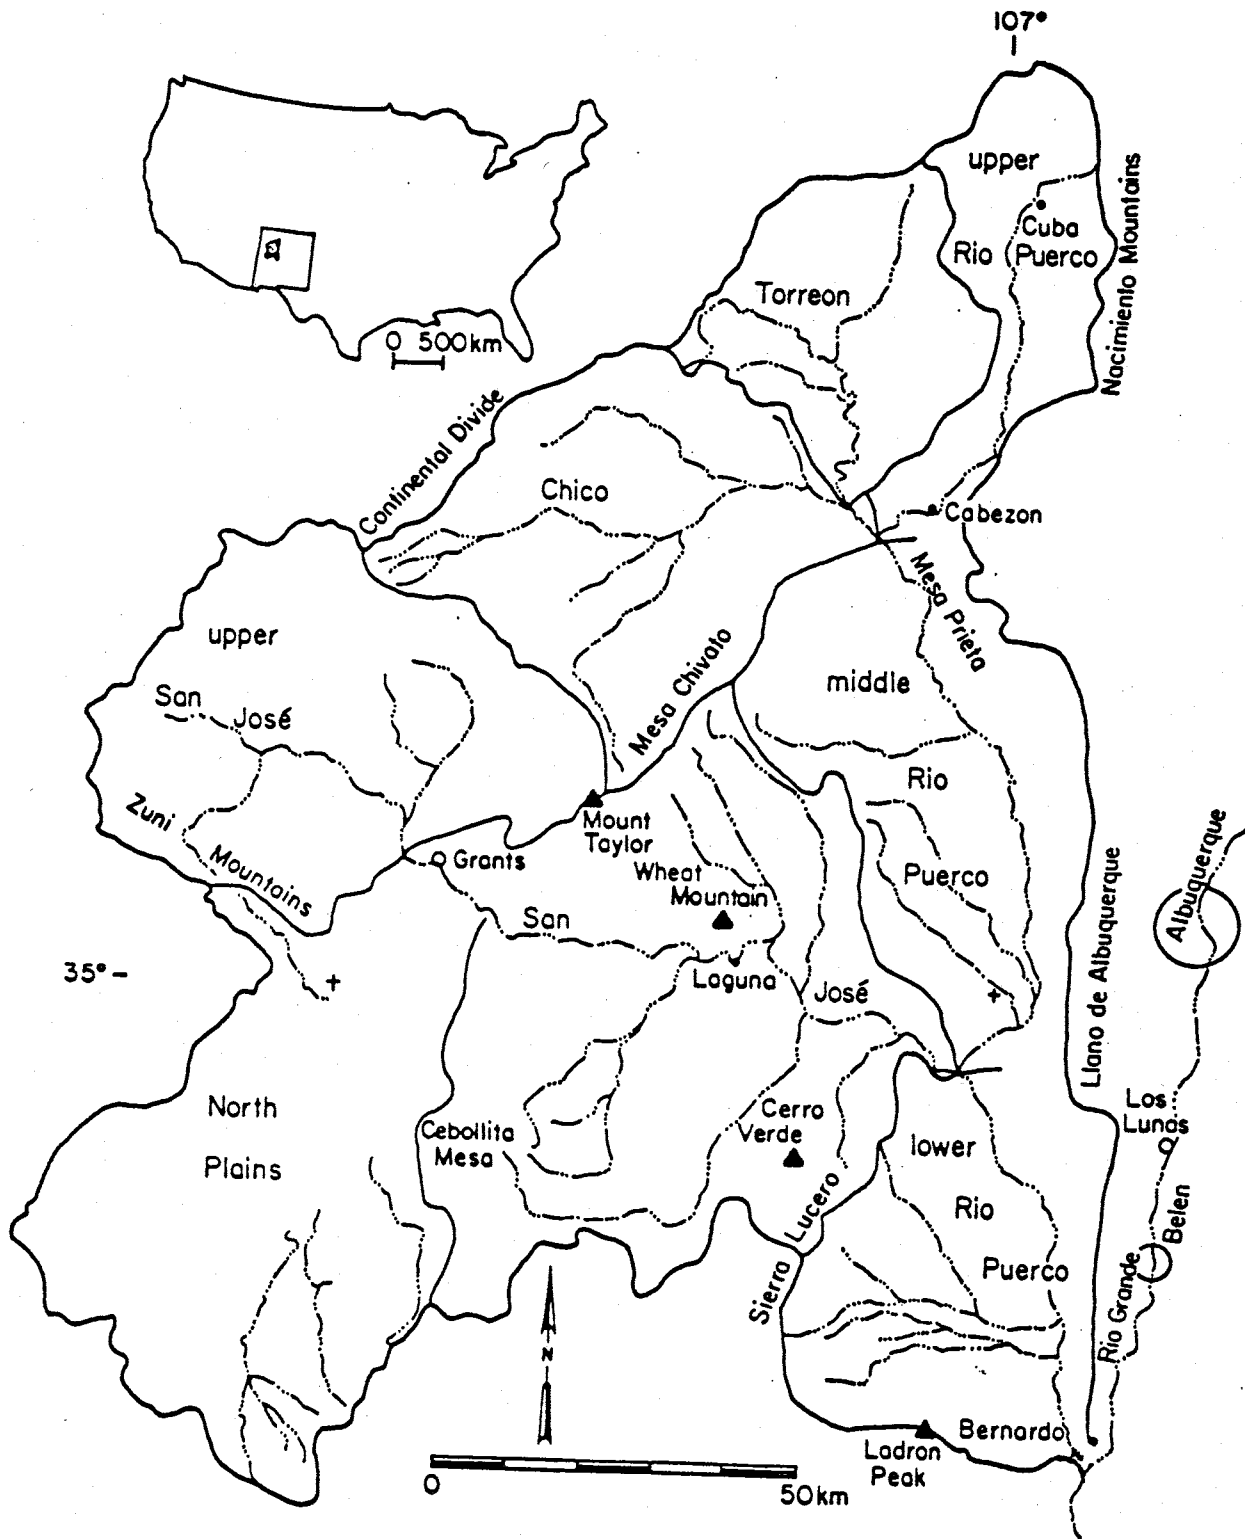 107°
upper
Cuba
Rio Puerco
Nacimiento Mountains
Torreon
0 500km
Continental Divide
Chico
Cabezon
Mesa Prieta
upper
San José
Mesa Chivato
middle
Rio
Puerco
Zuni Mountains
Mount
Taylor
Grants
Wheat
Mountain
San
Laguna
José
35°
Llano de Albuquerque
Albuquerque
North
Plains
Cebollita
Mesa
Cerro
Verde
Los
Lunas
lower
Rio
Puerco
Sierra Lucero
Belen
Rio Grande
N
Bernardo
Ladron
Peak
0 50km